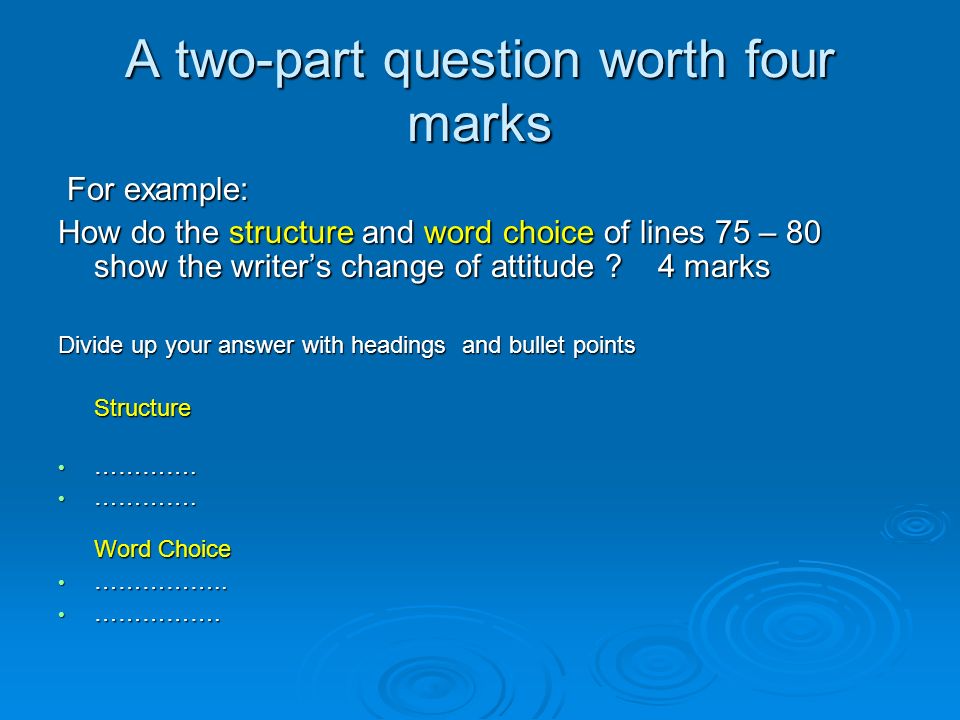 A two-part question worth four
marks
For example:
How do the structure and word choice of lines 75 – 80
show the writer’s change of attitude ? 4 marks
Divide up your answer with headings and bullet points
Structure
• ………….
• ………….
Word Choice
• ……………..
• …………….